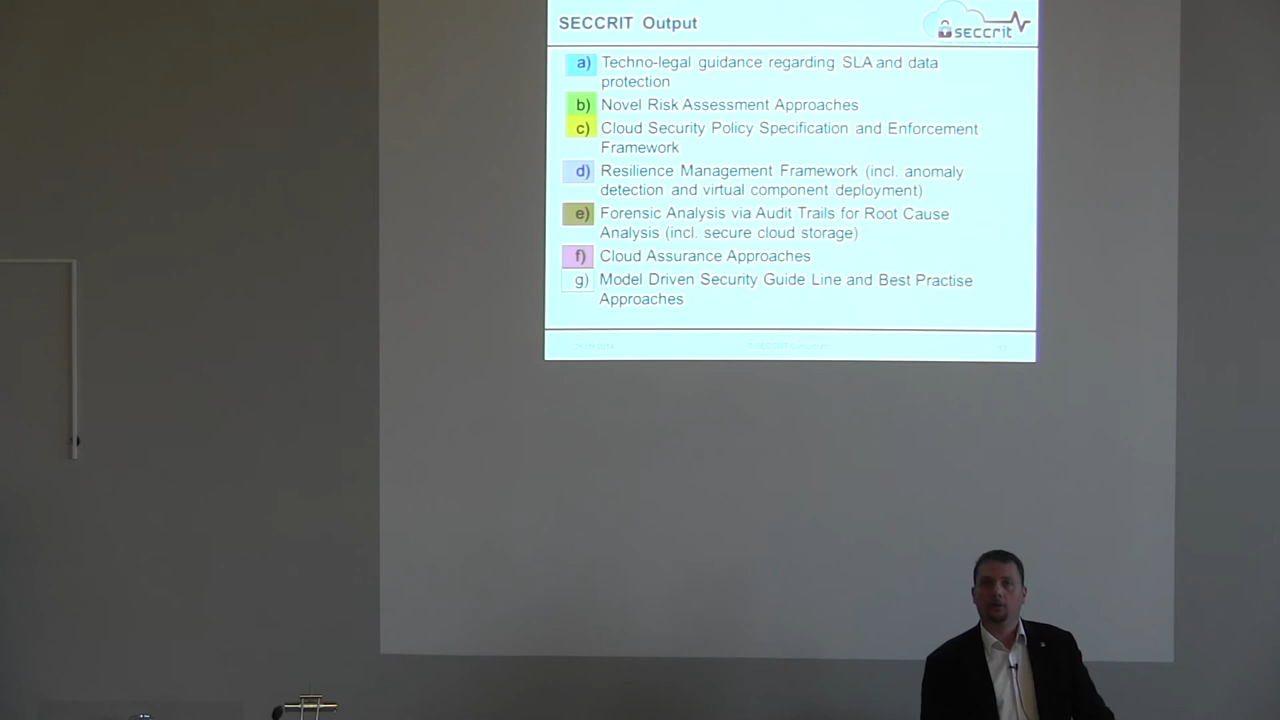 SECCRIT Output
seccrit
a) Techno-legal guidance regarding SLA and data
protection
b) Novel Risk Assessment Approaches
c) Cloud Security Policy Specification and Enforcement
Framework
d) Resilience Management Framework (incl. anomaly
detection and virtual component deployment)
e) Forensic Analysis via Audit Trails for Root Cause
Analysis (incl. secure cloud storage)
f) Cloud Assurance Approaches
g) Model Driven Security Guide Line and Best Practise
Approaches
© SECCRIT Consortium